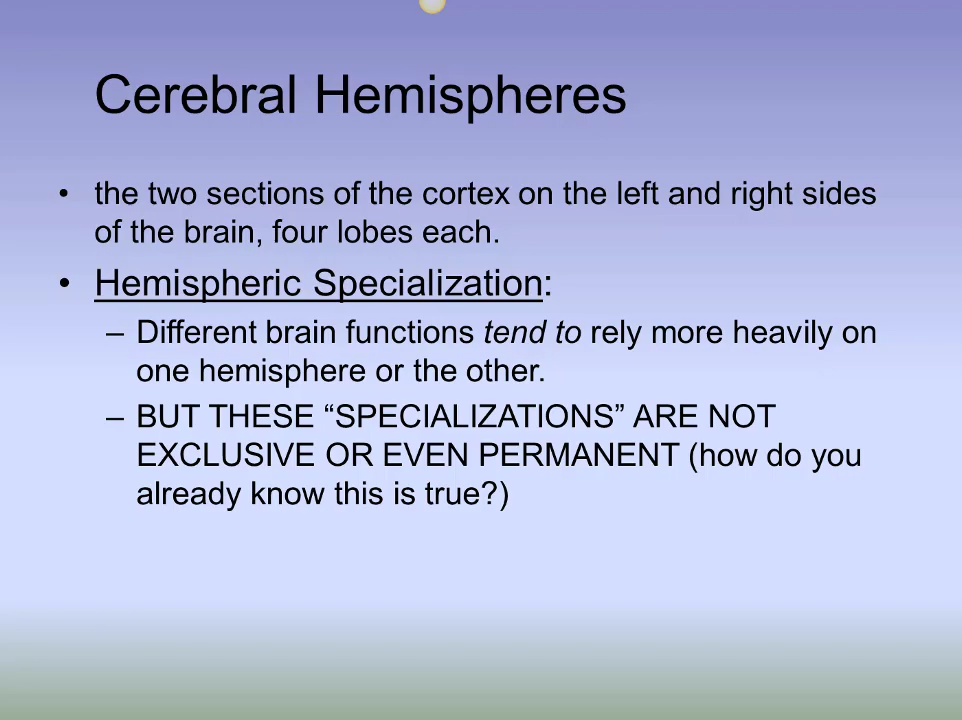 Cerebral Hemispheres
• the two sections of the cortex on the left and right sides
of the brain, four lobes each.
• Hemispheric Specialization:
– Different brain functions tend to rely more heavily on
one hemisphere or the other.
– BUT THESE “SPECIALIZATIONS” ARE NOT
EXCLUSIVE OR EVEN PERMANENT (how do you
already know this is true?)